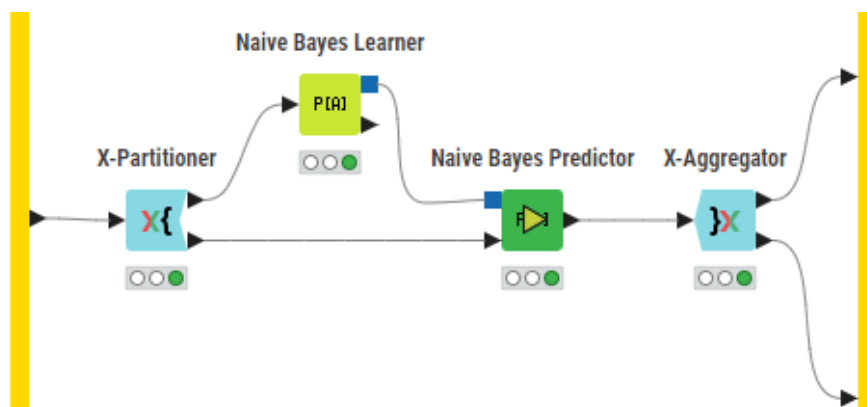 Naive Bayes Learner
P[A]
X-Partitioner
Naive Bayes Predictor
X-Aggregator
X{
}X